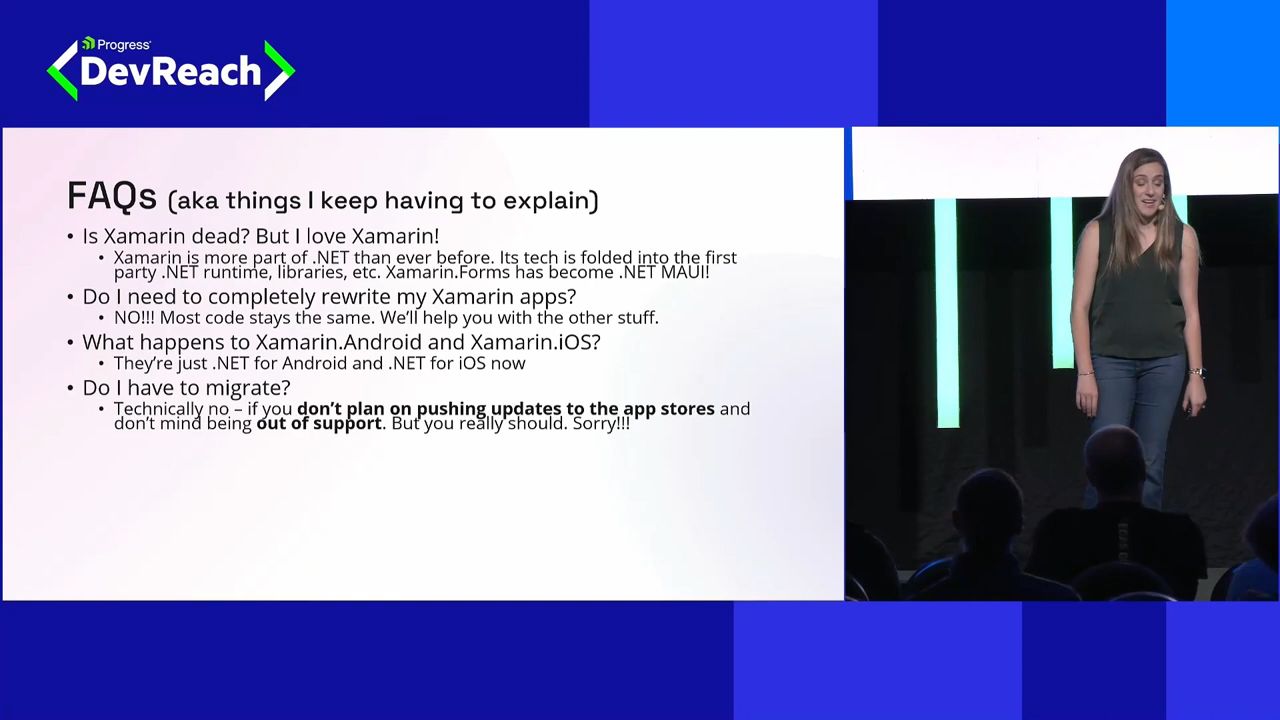 Progress
DevReach
FAQs (aka things I keep having to explain)
• Is Xamarin dead? But I love Xamarin!
• Xamarin is more part of .NET than ever before. Its tech is folded into the first
party .NET runtime, libraries, etc. Xamarin.Forms has become .NET MAUI!
• Do I need to completely rewrite my Xamarin apps?
• NO!!! Most code stays the same. We’ll help you with the other stuff.
• What happens to Xamarin.Android and Xamarin.iOS?
• They’re just .NET for Android and .NET for iOS now
• Do I have to migrate?
• Technically no – if you don’t plan on pushing updates to the app stores and
don’t mind being out of support. But you really should. Sorry!!!